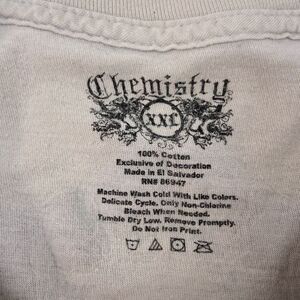 Chemistry
XXL
100% Cotton
Exclusive of Decoration
Made in El Salvador
RN# 86947
Machine Wash Cold With Like Colors.
Delicate Cycle. Only Non-Chlorine
Bleach When Needed.
Tumble Dry Low. Remove Promptly.
Do Not Iron Print.